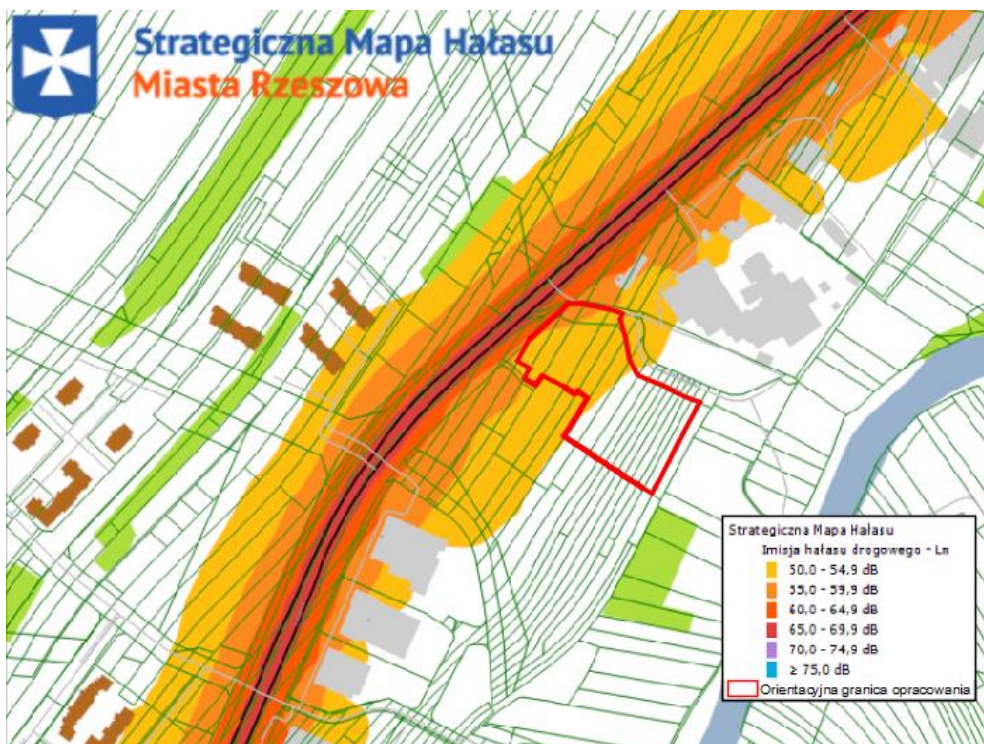 Strategiczna Mapa Hałasu
Miasta Rzeszowa
Strategiczna Mapa Hałasu
Imisja hałasu drogowego - Ln
50,0 - 54,9 dB
55,0 - 59,9 dB
60,0 - 64,9 dB
65,0 - 69,9 dB
70,0 - 74,9 dB
≥ 75,0 dB
Orientacyjna granica opracowania